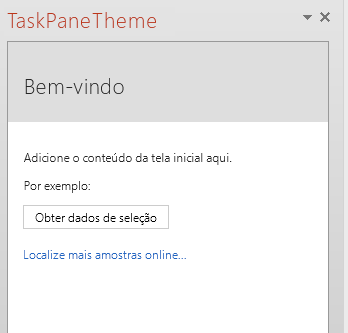 TaskPaneTheme
Bem-vindo
Adicione o conteúdo da tela inicial aqui.
Por exemplo:
Obter dados de seleção
Localize mais amostras online...